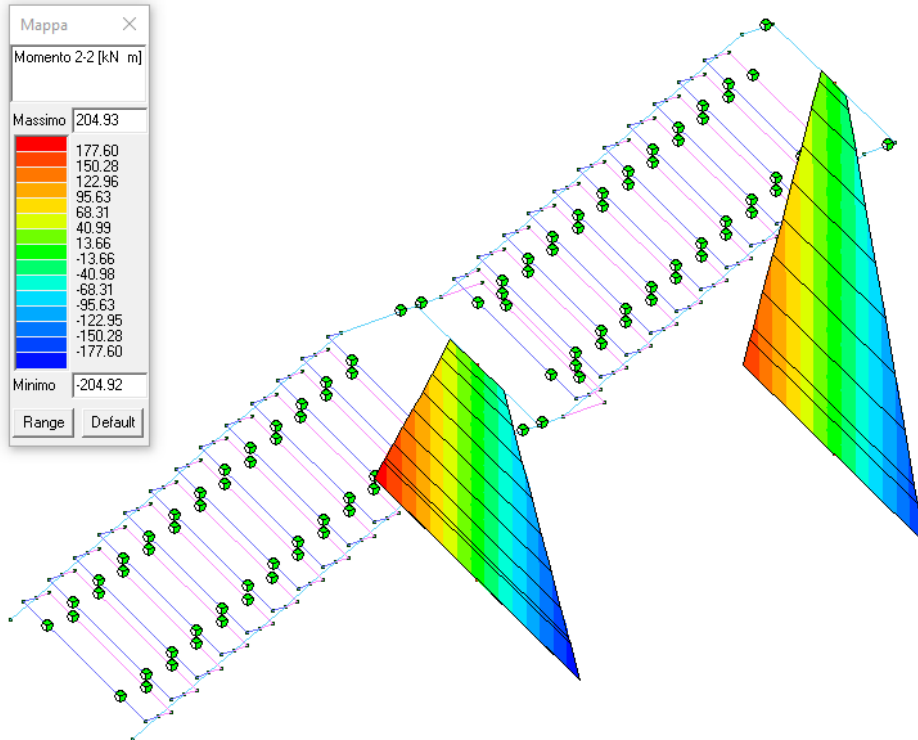 Mappa
Momento 2-2 [kN m]
Massimo 204.93
177.60
150.28
122.96
95.63
68.31
40.99
13.66
-13.66
-40.98
-68.31
-95.63
-122.95
-150.28
-177.60
Minimo -204.92
Range Default